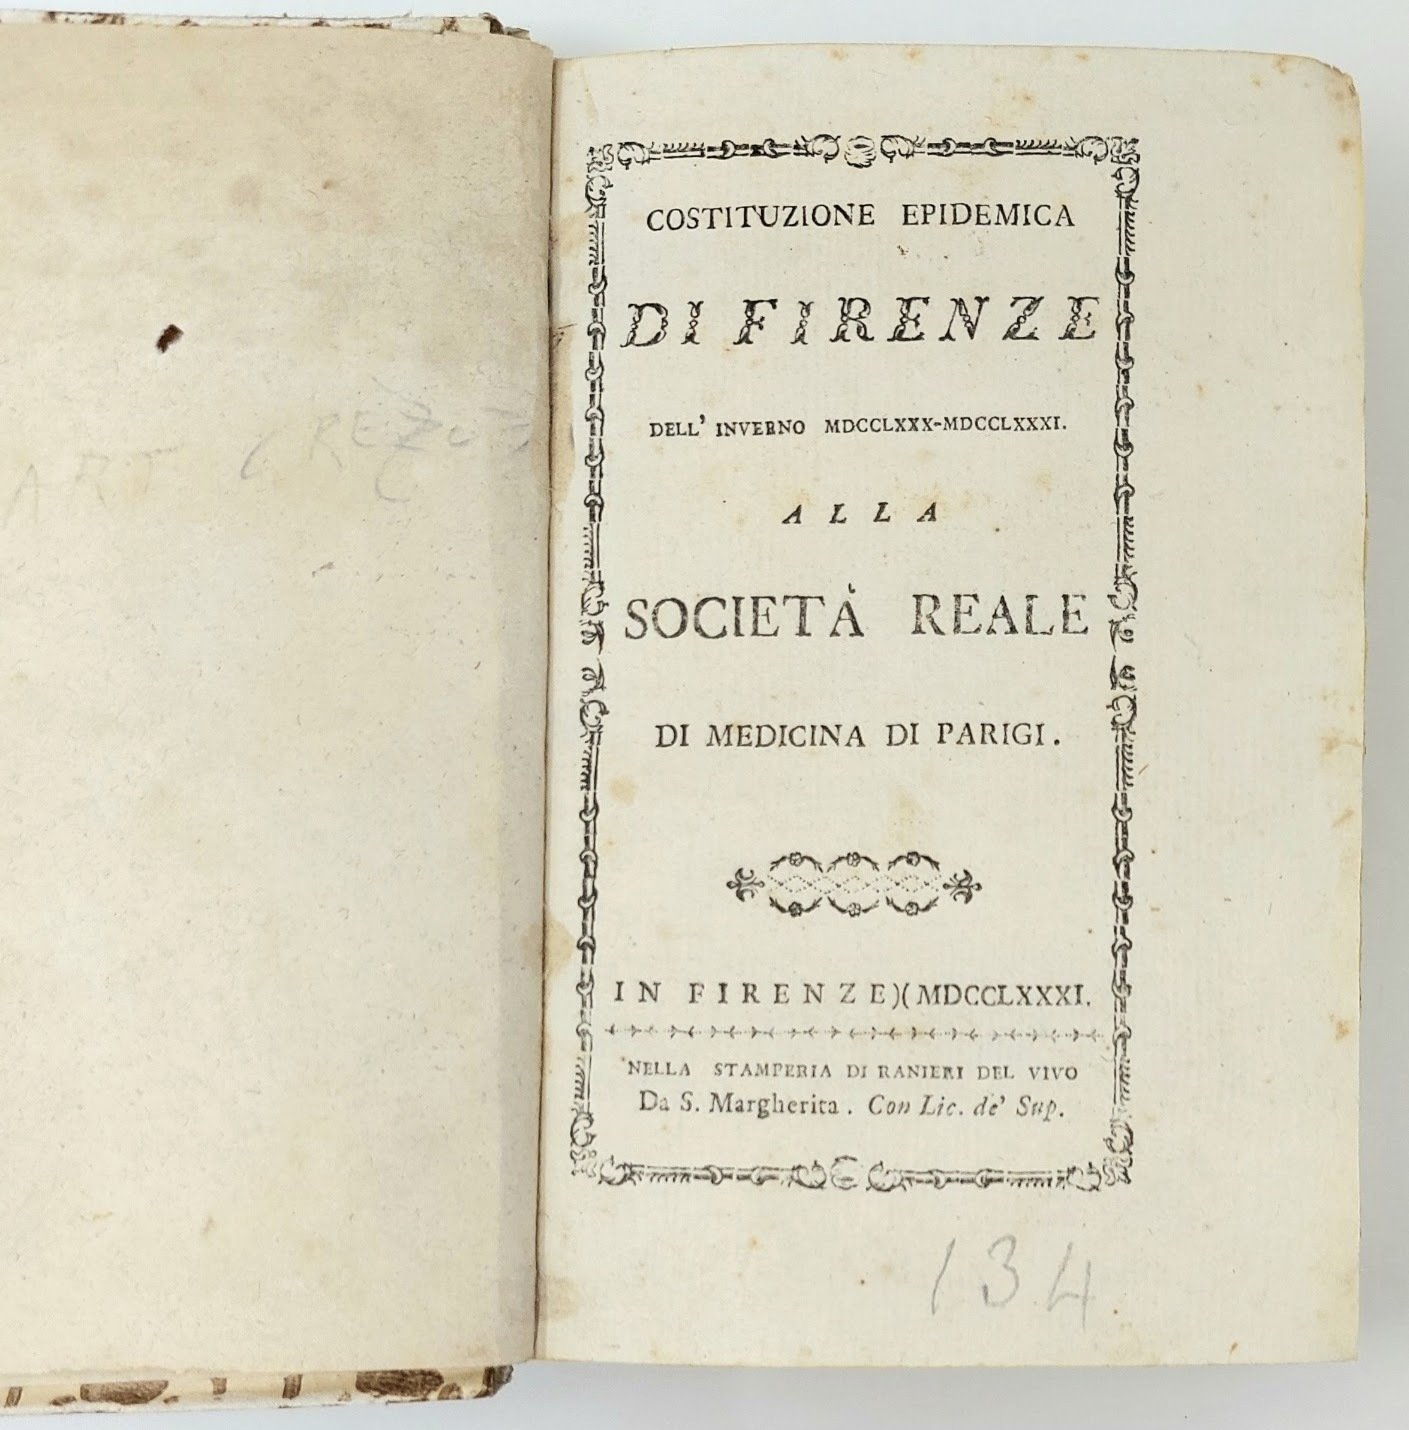 COSTITUZIONE EPIDEMICA
DI FIRENZE
DELL' INVERNO MDCCLXXX-MDCCLXXXI.
ALLA
SOCIETÀ REALE
DI MEDICINA DI PARIGI.
IN FIRENZE)(MDCCLXXXI.
NELLA STAMPERIA DI RANIERI DEL VIVO
Da S. Margherita. Con Lic. de' Sup.
134